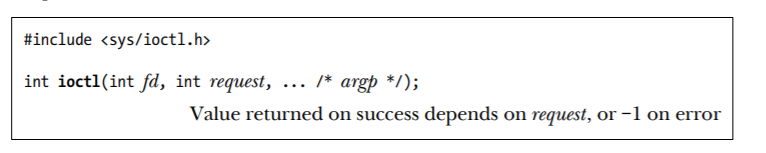 #include <sys/ioctl.h>
int ioctl(int fd, int request, ... /* argp */);
Value returned on success depends on request, or −1 on error